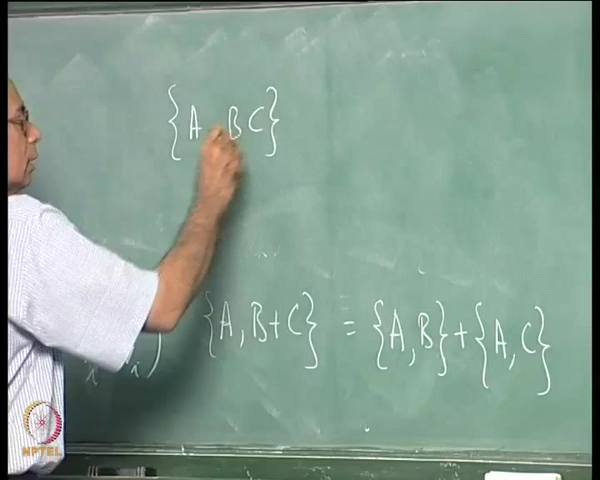 {A BC}
i i) {A, B+C} = {A, B} + {A, C}
NPTEL